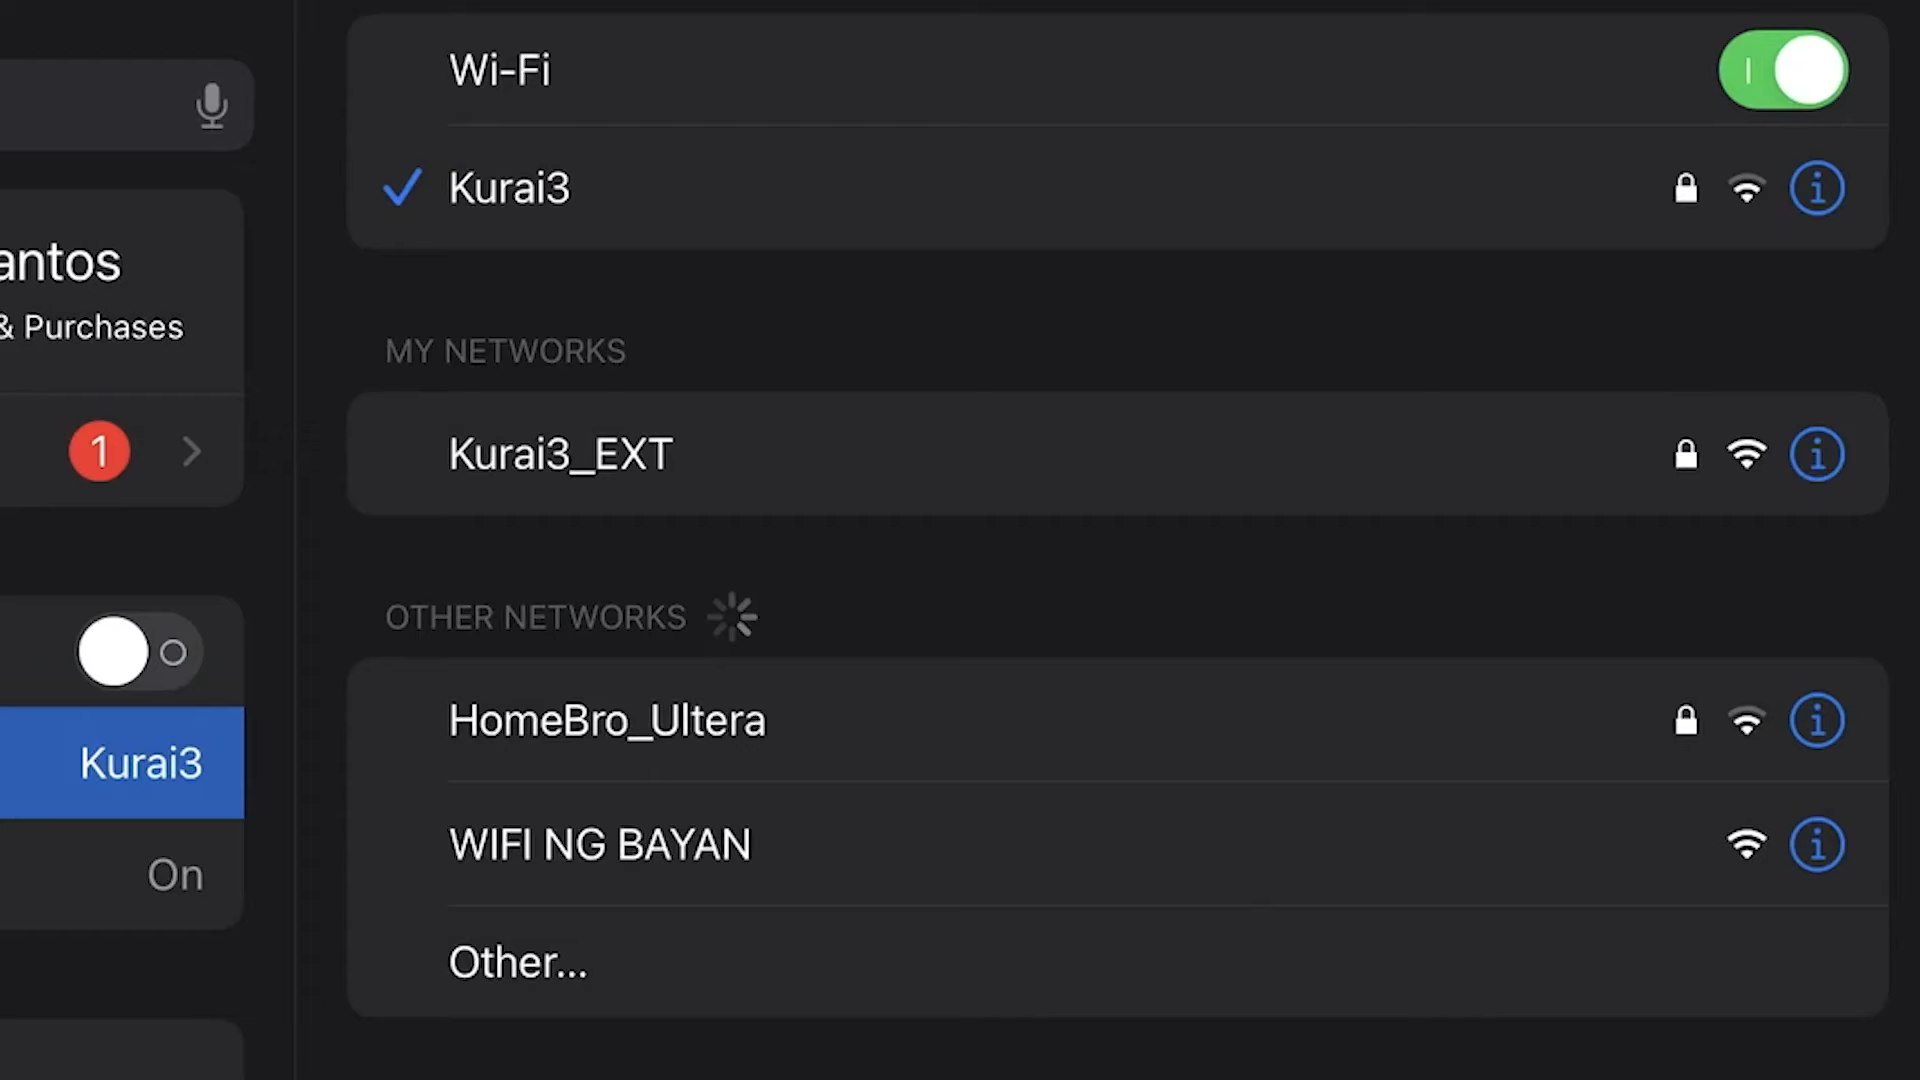 Wi-Fi
Kurai3
MY NETWORKS
Kurai3_EXT
OTHER NETWORKS
HomeBro_Ultera
WIFI NG BAYAN
Other...
antos
& Purchases
1
Kurai3
On